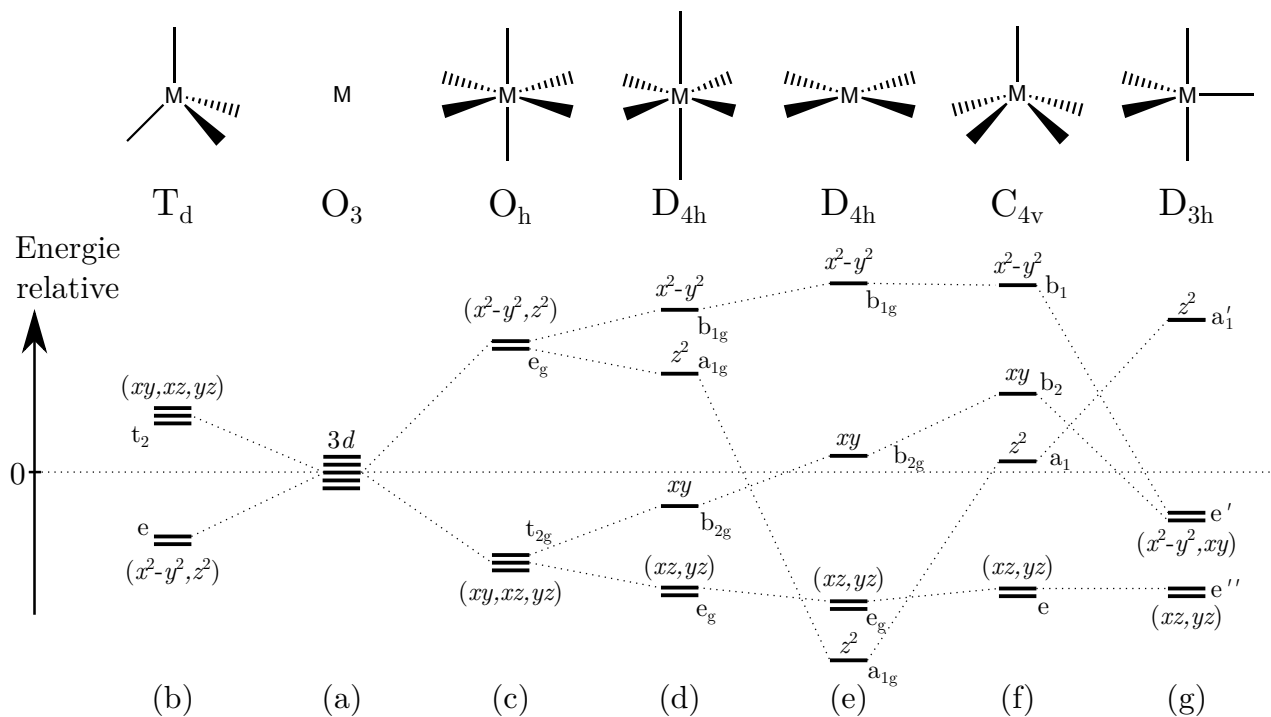 M M M M M M M
T_d O_3 O_h D_4h D_4h C_4v D_3h
Energie
relative
0
(xy,xz,yz)
t_2
e
(x²-y²,z²)
3d
(x²-y²,z²)
e_g
t_2g
(xy,xz,yz)
x²-y²
b_1g
z² a_1g
xy
b_2g
(xz,yz)
e_g
x²-y²
b_1g
xy
b_2g
(xz,yz)
e_g
z²
a_1g
x²-y²
b_1
xy b_2
z²
a_1
(xz,yz)
e
z² a_1′
e′
(x²-y²,xy)
e′′
(xz,yz)
(b) (a) (c) (d) (e) (f) (g)